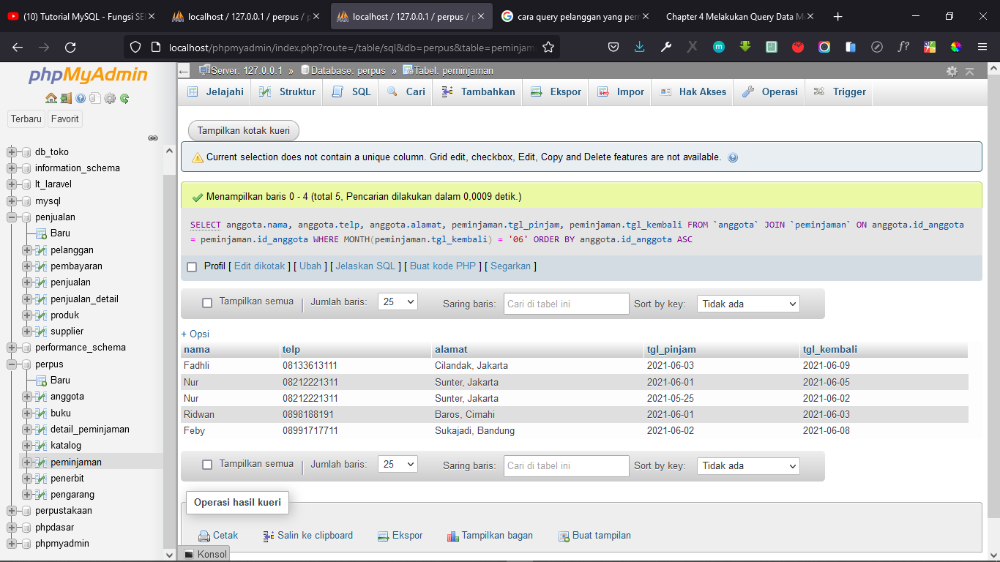 (10) Tutorial MySQL - Fungsi SEL
localhost / 127.0.0.1 / perpus / p
localhost / 127.0.0.1 / perpus / p
cara query pelanggan yang pern
Chapter 4 Melakukan Query Data M
localhost/phpmyadmin/index.php?route=/table/sql&db=perpus&table=peminjam
phpMyAdmin
Terbaru Favorit
db_toko
information_schema
lt_laravel
mysql
penjualan
Baru
pelanggan
pembayaran
penjualan
penjualan_detail
produk
supplier
performance_schema
perpus
Baru
anggota
buku
detail_peminjaman
katalog
peminjaman
penerbit
pengarang
perpustakaan
phpdasar
phpmyadmin
Server: 127.0.0.1 » Database: perpus » Tabel: peminjaman
Jelajahi Struktur SQL Cari Tambahkan Ekspor Impor Hak Akses Operasi Trigger
Tampilkan kotak kueri
Current selection does not contain a unique column. Grid edit, checkbox, Edit, Copy and Delete features are not available.
Menampilkan baris 0 - 4 (total 5, Pencarian dilakukan dalam 0,0009 detik.)
SELECT anggota.nama, anggota.telp, anggota.alamat, peminjaman.tgl_pinjam, peminjaman.tgl_kembali FROM `anggota` JOIN `peminjaman` ON anggota.id_anggota
= peminjaman.id_anggota WHERE MONTH(peminjaman.tgl_kembali) = '06' ORDER BY anggota.id_anggota ASC
Profil [ Edit dikotak ] [ Ubah ] [ Jelaskan SQL ] [ Buat kode PHP ] [ Segarkan ]
Tampilkan semua | Jumlah baris: 25 Saring baris: Cari di tabel ini Sort by key: Tidak ada
+ Opsi
nama telp alamat tgl_pinjam tgl_kembali
Fadhli 08133613111 Cilandak, Jakarta 2021-06-03 2021-06-09
Nur 08212221311 Sunter, Jakarta 2021-06-01 2021-06-05
Nur 08212221311 Sunter, Jakarta 2021-05-25 2021-06-02
Ridwan 0898188191 Baros, Cimahi 2021-06-01 2021-06-03
Feby 08991717711 Sukajadi, Bandung 2021-06-02 2021-06-08
Tampilkan semua | Jumlah baris: 25 Saring baris: Cari di tabel ini Sort by key: Tidak ada
Operasi hasil kueri
Cetak Salin ke clipboard Ekspor Tampilkan bagan Buat tampilan
Konsol